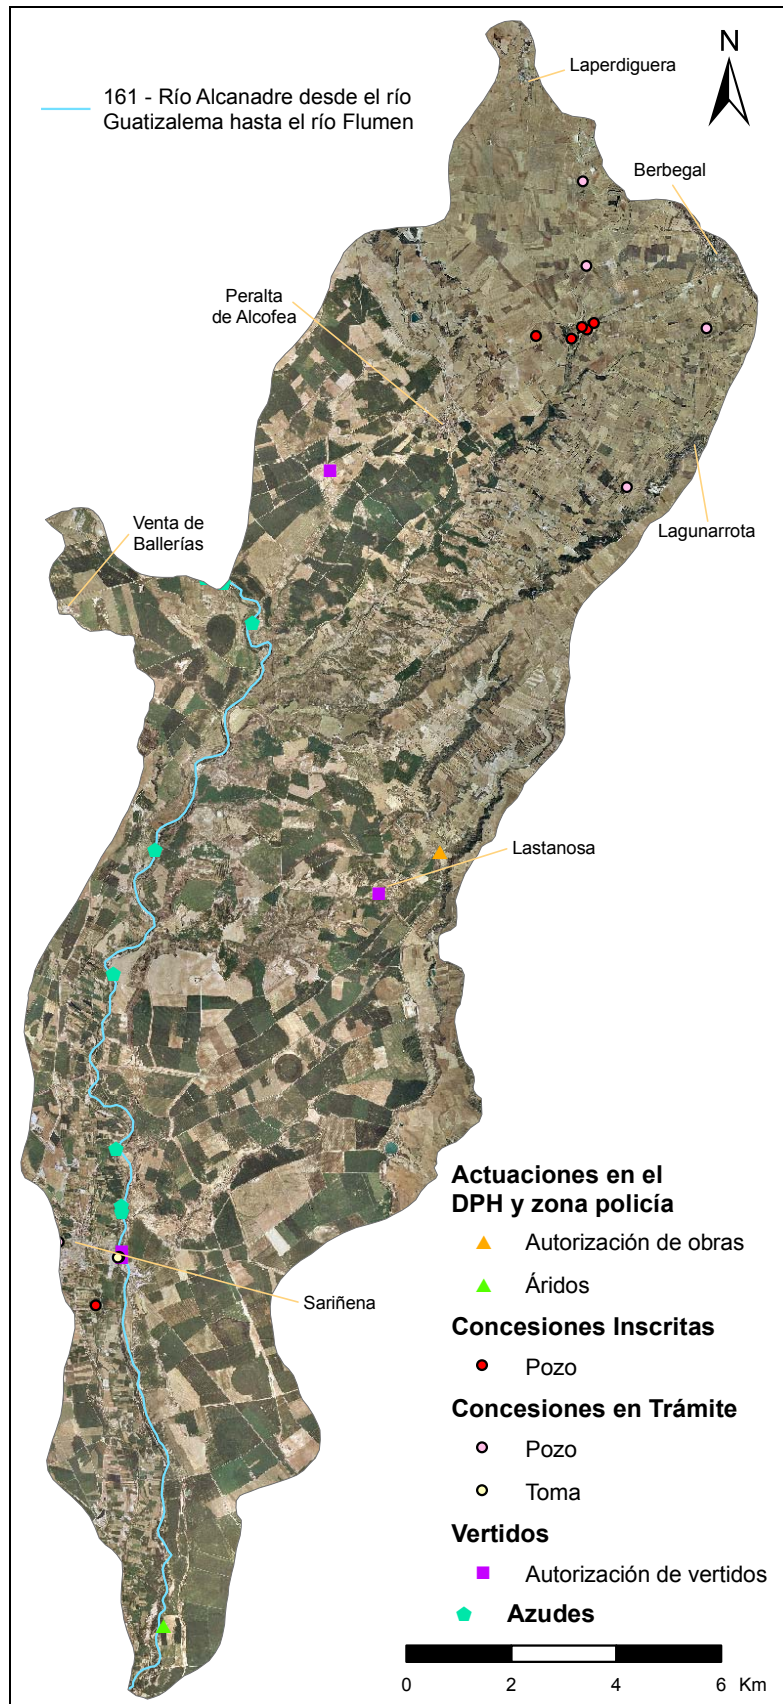 N
Laperdiguera
161 - Río Alcanadre desde el río
Guatizalema hasta el río Flumen
Berbegal
Peralta
de Alcofea
Venta de
Ballerías
Lagunarrota
Lastanosa
Sariñena
Actuaciones en el
DPH y zona policía
Autorización de obras
Áridos
Concesiones Inscritas
Pozo
Concesiones en Trámite
Pozo
Toma
Vertidos
Autorización de vertidos
Azudes
0 2 4 6 Km